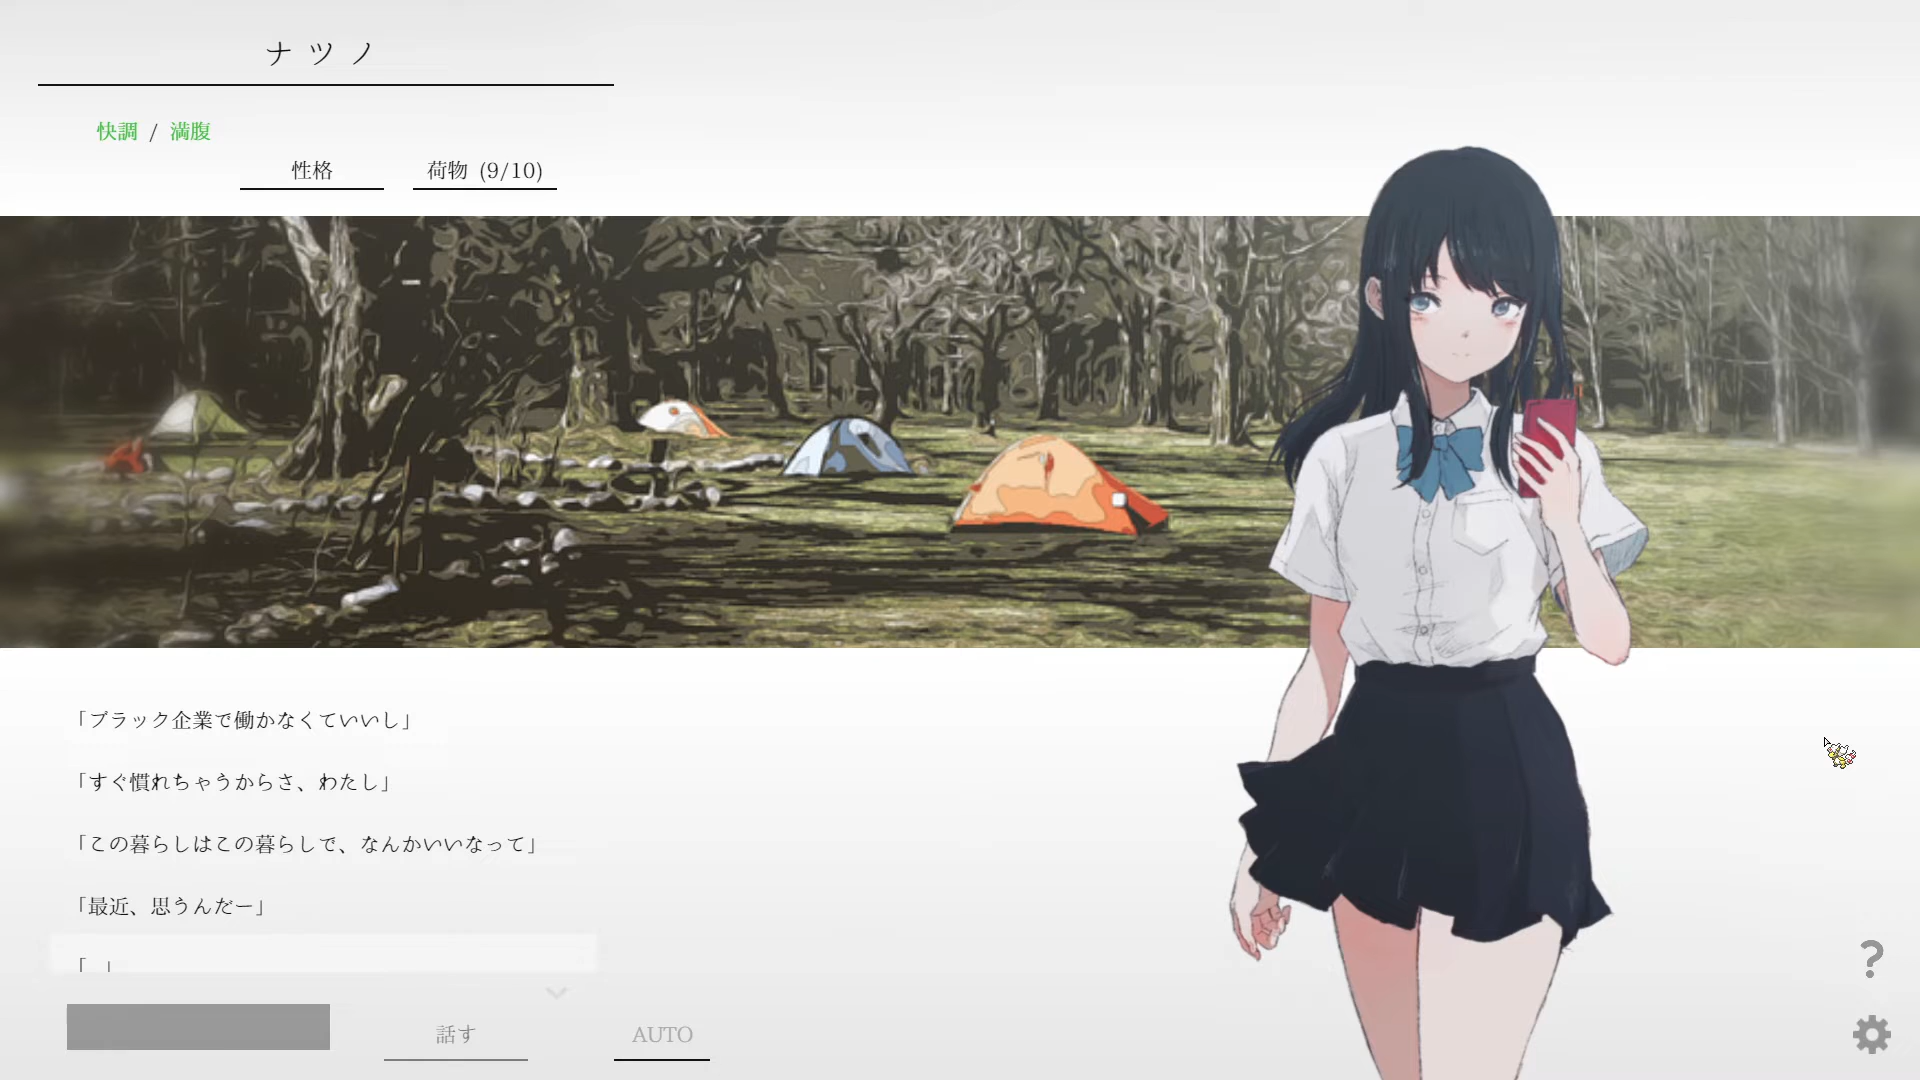 ナツノ
快調 / 満腹
性格
荷物 (9/10)
「ブラック企業で働かなくていいし」
「すぐ慣れちゃうからさ、わたし」
「この暮らしはこの暮らしで、なんかいいなって」
「最近、思うんだー」
「 」
話す
AUTO
?